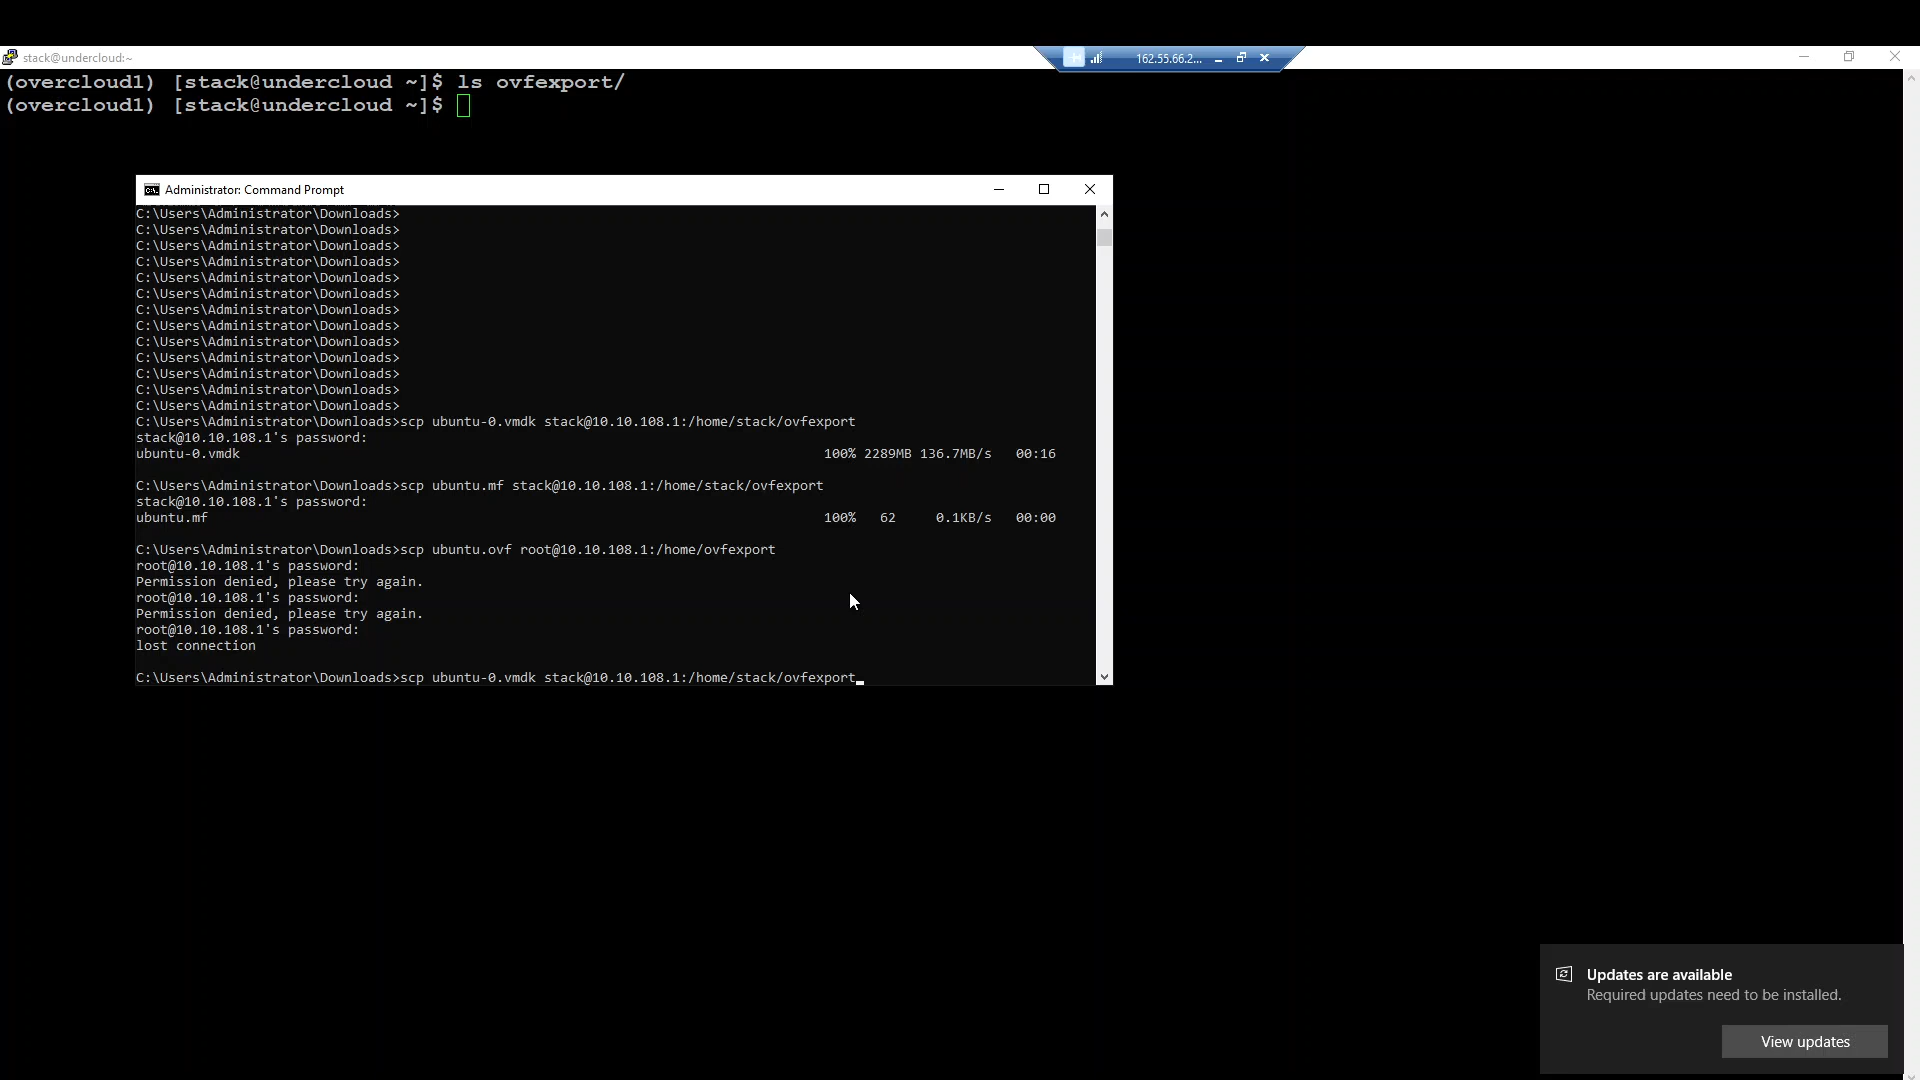 stack@undercloud:~
162.55.66.2...
(overcloud1) [stack@undercloud ~]$ ls ovfexport/
(overcloud1) [stack@undercloud ~]$
Administrator: Command Prompt
C:\Users\Administrator\Downloads>
C:\Users\Administrator\Downloads>
C:\Users\Administrator\Downloads>
C:\Users\Administrator\Downloads>
C:\Users\Administrator\Downloads>
C:\Users\Administrator\Downloads>
C:\Users\Administrator\Downloads>
C:\Users\Administrator\Downloads>
C:\Users\Administrator\Downloads>
C:\Users\Administrator\Downloads>
C:\Users\Administrator\Downloads>
C:\Users\Administrator\Downloads>
C:\Users\Administrator\Downloads>
C:\Users\Administrator\Downloads>scp ubuntu-0.vmdk stack@10.10.108.1:/home/stack/ovfexport
stack@10.10.108.1's password:
ubuntu-0.vmdk 100% 2289MB 136.7MB/s 00:16
C:\Users\Administrator\Downloads>scp ubuntu.mf stack@10.10.108.1:/home/stack/ovfexport
stack@10.10.108.1's password:
ubuntu.mf 100% 62 0.1KB/s 00:00
C:\Users\Administrator\Downloads>scp ubuntu.ovf root@10.10.108.1:/home/ovfexport
root@10.10.108.1's password:
Permission denied, please try again.
root@10.10.108.1's password:
Permission denied, please try again.
root@10.10.108.1's password:
lost connection
C:\Users\Administrator\Downloads>scp ubuntu-0.vmdk stack@10.10.108.1:/home/stack/ovfexport
Updates are available
Required updates need to be installed.
View updates